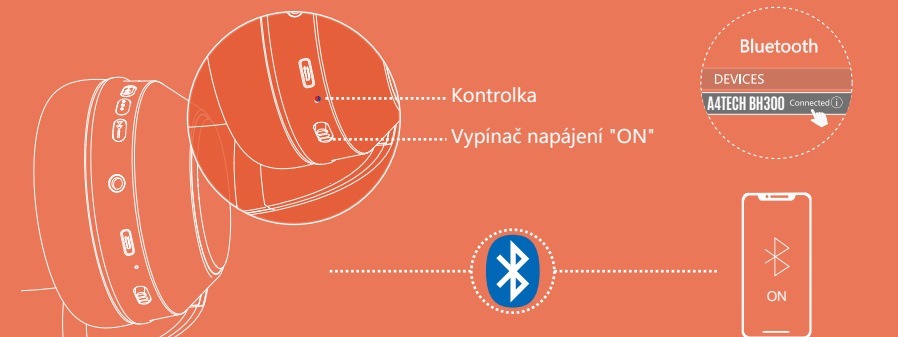 Bluetooth
DEVICES
A4TECH BH300 Connected
Kontrolka
Vypínač napájení "ON"
ON